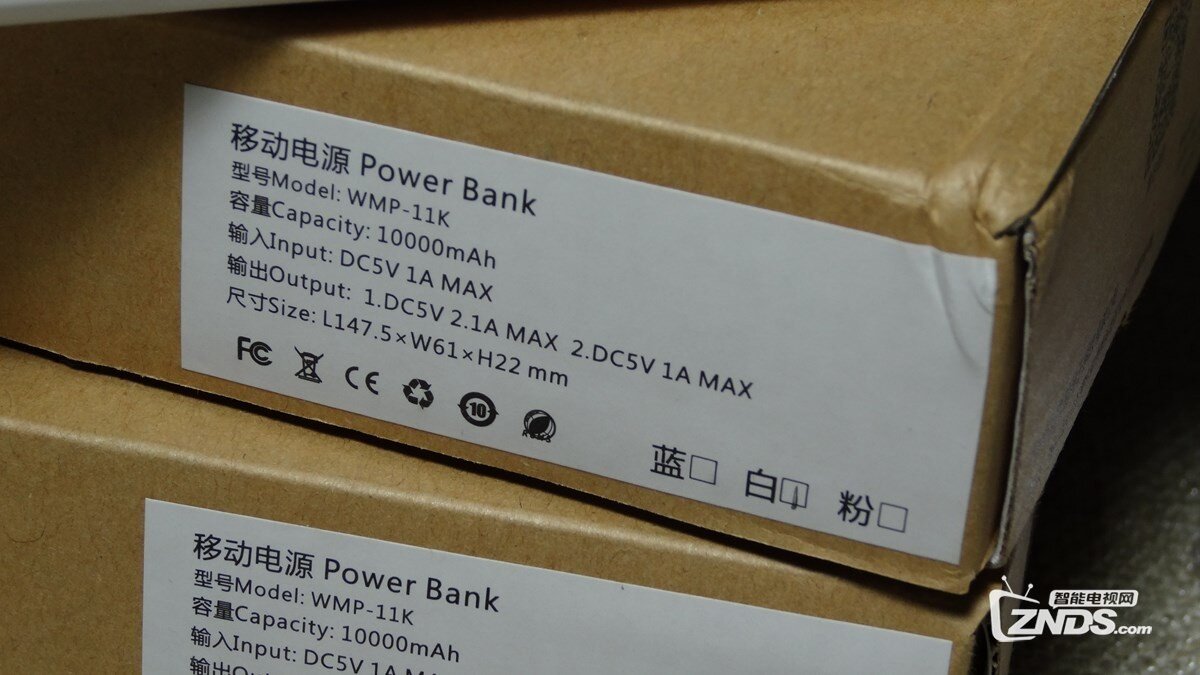 移动电源 Power Bank
型号Model: WMP-11K
容量Capacity: 10000mAh
输入Input: DC5V 1A MAX
输出Output: 1.DC5V 2.1A MAX 2.DC5V 1A MAX
尺寸Size: L147.5×W61×H22 mm
FC CE 10
蓝□ 白□ 粉□
移动电源 Power Bank
型号Model: WMP-11K
容量Capacity: 10000mAh
输入Input: DC5V 1A
输出
智能电视网
ZNDS.com